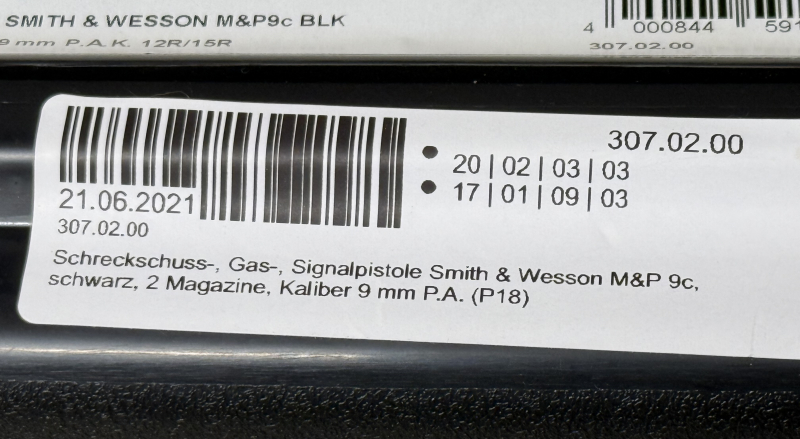 SMITH & WESSON M&P9c BLK
9 mm P.A.K. 12R/15R
4 000844 591
307.02.00
307.02.00
• 20 | 02 | 03 | 03
• 17 | 01 | 09 | 03
21.06.2021
307.02.00
Schreckschuss-, Gas-, Signalpistole Smith & Wesson M&P 9c,
schwarz, 2 Magazine, Kaliber 9 mm P.A. (P18)